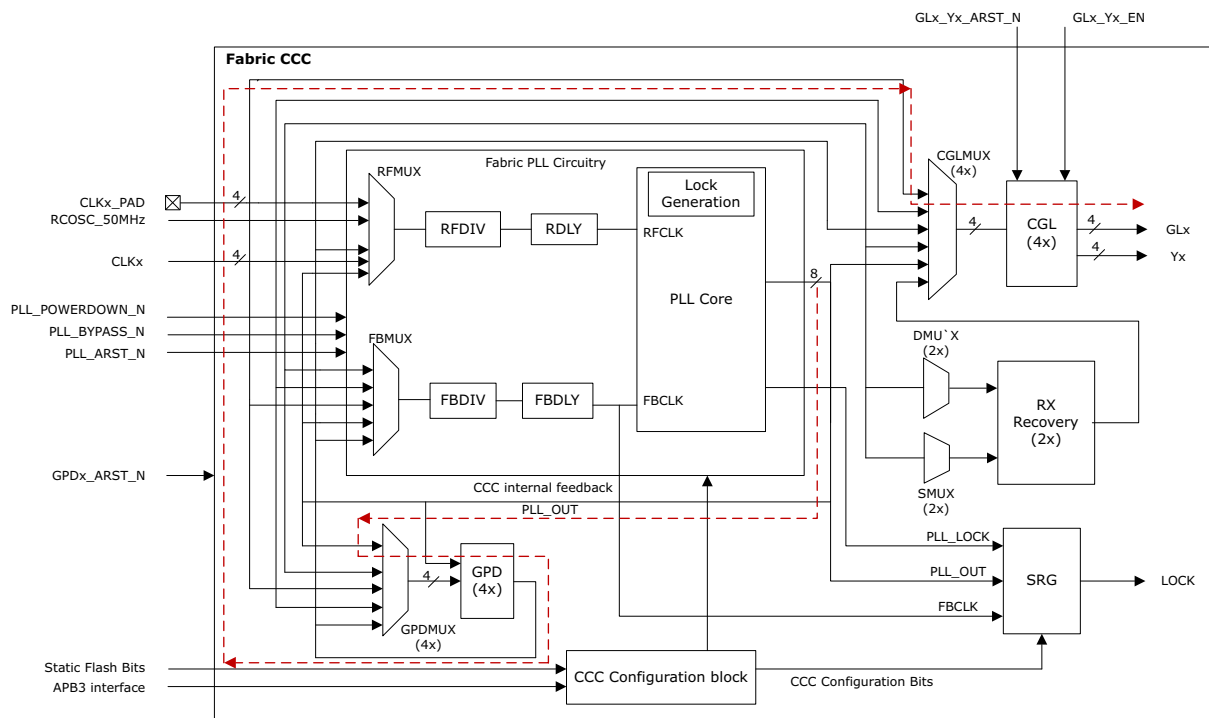 GLx_Yx_ARST_N
GLx_Yx_EN
Fabric CCC
Fabric PLL Circuitry
RFMUX
CGLMUX
(4x)
Lock
Generation
CLKx_PAD
4
RCOSC_50MHz
RFDIV
RDLY
RFCLK
4
CGL
(4x)
4
GLx
CLKx
4
4
Yx
8
PLL Core
PLL_POWERDOWN_N
PLL_BYPASS_N
PLL_ARST_N
FBMUX
DMU`X
(2x)
FBDIV
FBDLY
FBCLK
RX
Recovery
(2x)
GPDx_ARST_N
CCC internal feedback
SMUX
(2x)
PLL_OUT
PLL_LOCK
4
GPD
(4x)
PLL_OUT
SRG
LOCK
FBCLK
GPDMUX
(4x)
Static Flash Bits
APB3 interface
CCC Configuration block
CCC Configuration Bits